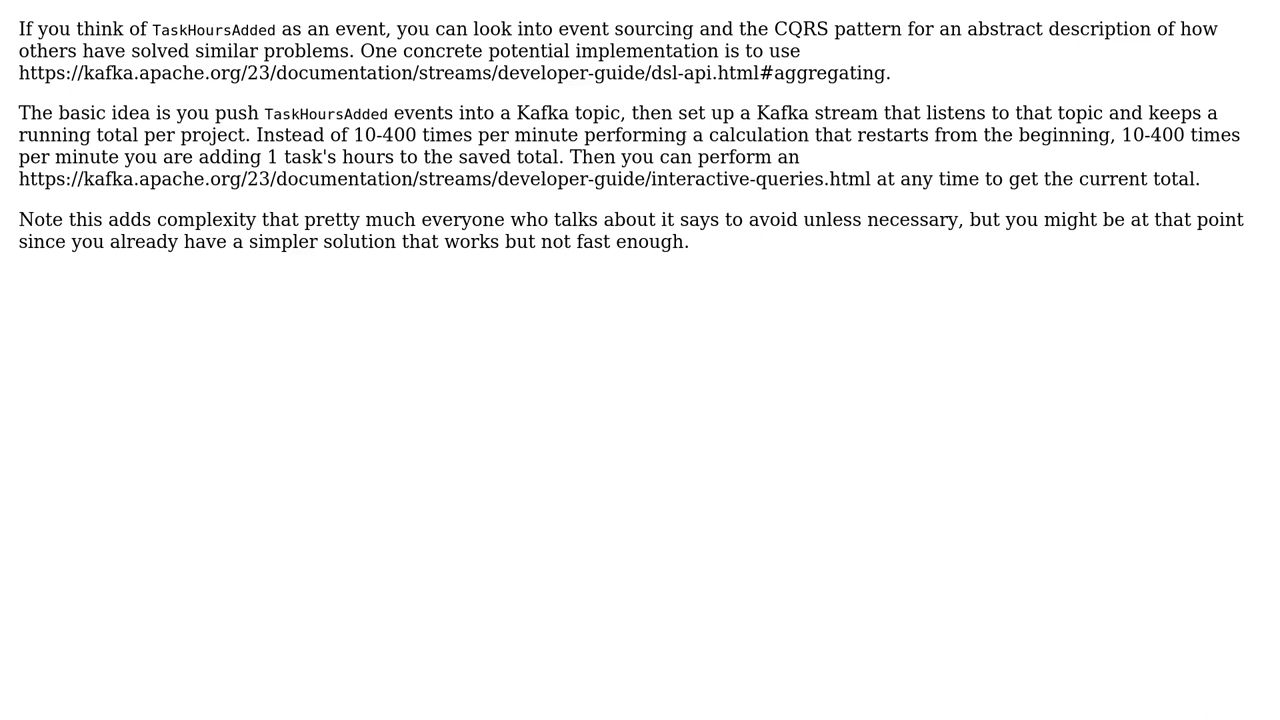 If you think of TaskHoursAdded as an event, you can look into event sourcing and the CQRS pattern for an abstract description of how
others have solved similar problems. One concrete potential implementation is to use
https://kafka.apache.org/23/documentation/streams/developer-guide/dsl-api.html#aggregating.
The basic idea is you push TaskHoursAdded events into a Kafka topic, then set up a Kafka stream that listens to that topic and keeps a
running total per project. Instead of 10-400 times per minute performing a calculation that restarts from the beginning, 10-400 times
per minute you are adding 1 task's hours to the saved total. Then you can perform an
https://kafka.apache.org/23/documentation/streams/developer-guide/interactive-queries.html at any time to get the current total.
Note this adds complexity that pretty much everyone who talks about it says to avoid unless necessary, but you might be at that point
since you already have a simpler solution that works but not fast enough.